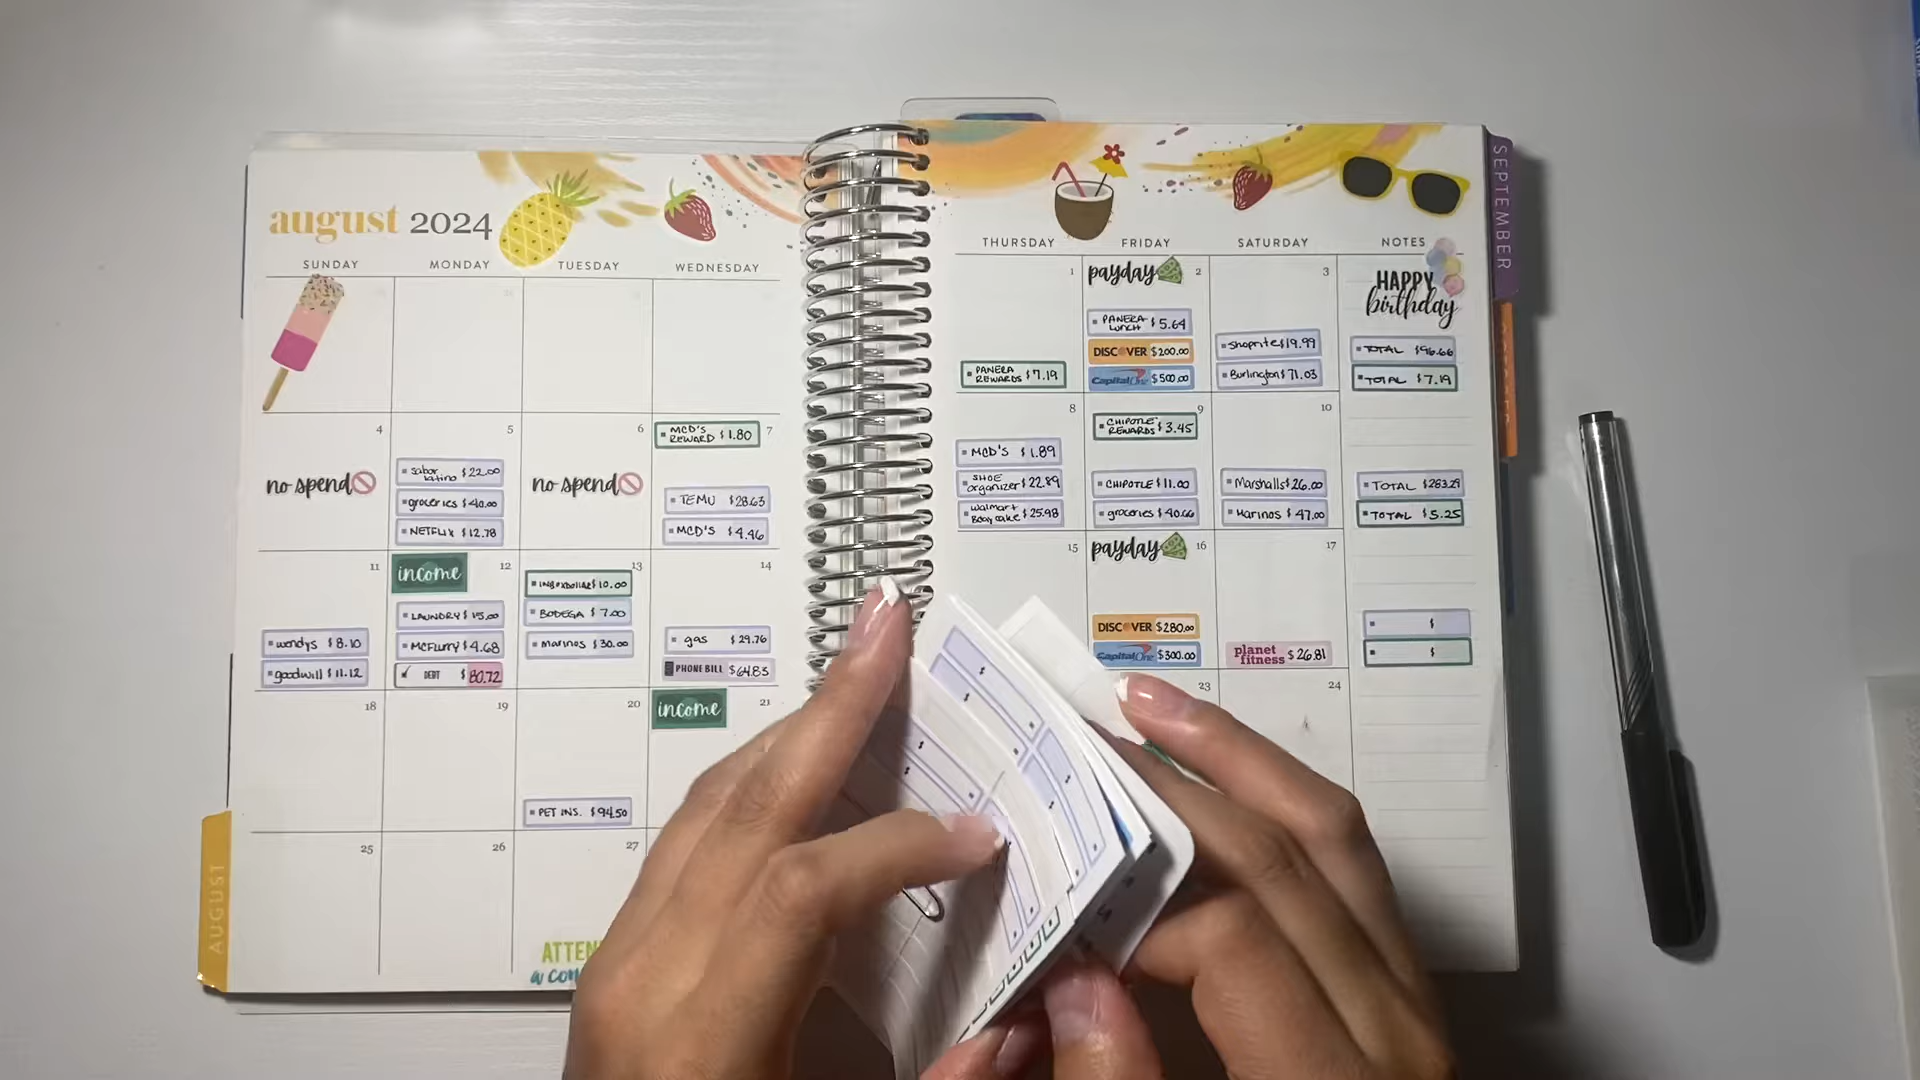 august 2024
SUNDAY MONDAY TUESDAY WEDNESDAY
THURSDAY FRIDAY SATURDAY NOTES
SEPTEMBER
1
PANERA REWARDS $7.19
payday 2
PANERA LUNCH $5.64
DISCOVER $200.00
Capital One $500.00
3
shoprite $19.99
Burlington $71.03
HAPPY
birthday
TOTAL $96.66
TOTAL $7.19
4
no spend
5
sabor latino $22.00
groceries $40.00
NETFLIX $12.78
6
no spend
7
MCD'S REWARD $1.80
TEMU $28.63
MCD'S $4.46
8
MCD'S $1.89
SHOE organizer $22.89
walmart Body cake $25.98
9
CHIPOTLE REWARDS $3.45
CHIPOTLE $11.00
groceries $40.66
10
Marshalls $26.00
Marinos $47.00
TOTAL $283.29
TOTAL $5.25
11
wendys $8.10
goodwill $11.12
income 12
LAUNDRY $15.00
MCFlurry $4.68
DEBT $80.72
13
INBOXDOLLAR $10.00
BODEGA $7.00
Marinos $30.00
14
gas $29.76
PHONE BILL $64.83
15
payday 16
DISCOVER $280.00
Capital One $300.00
17
planet fitness $26.81
$
$
18
19
20
PET INS. $94.50
income 21
23
24
25
26
27
AUGUST